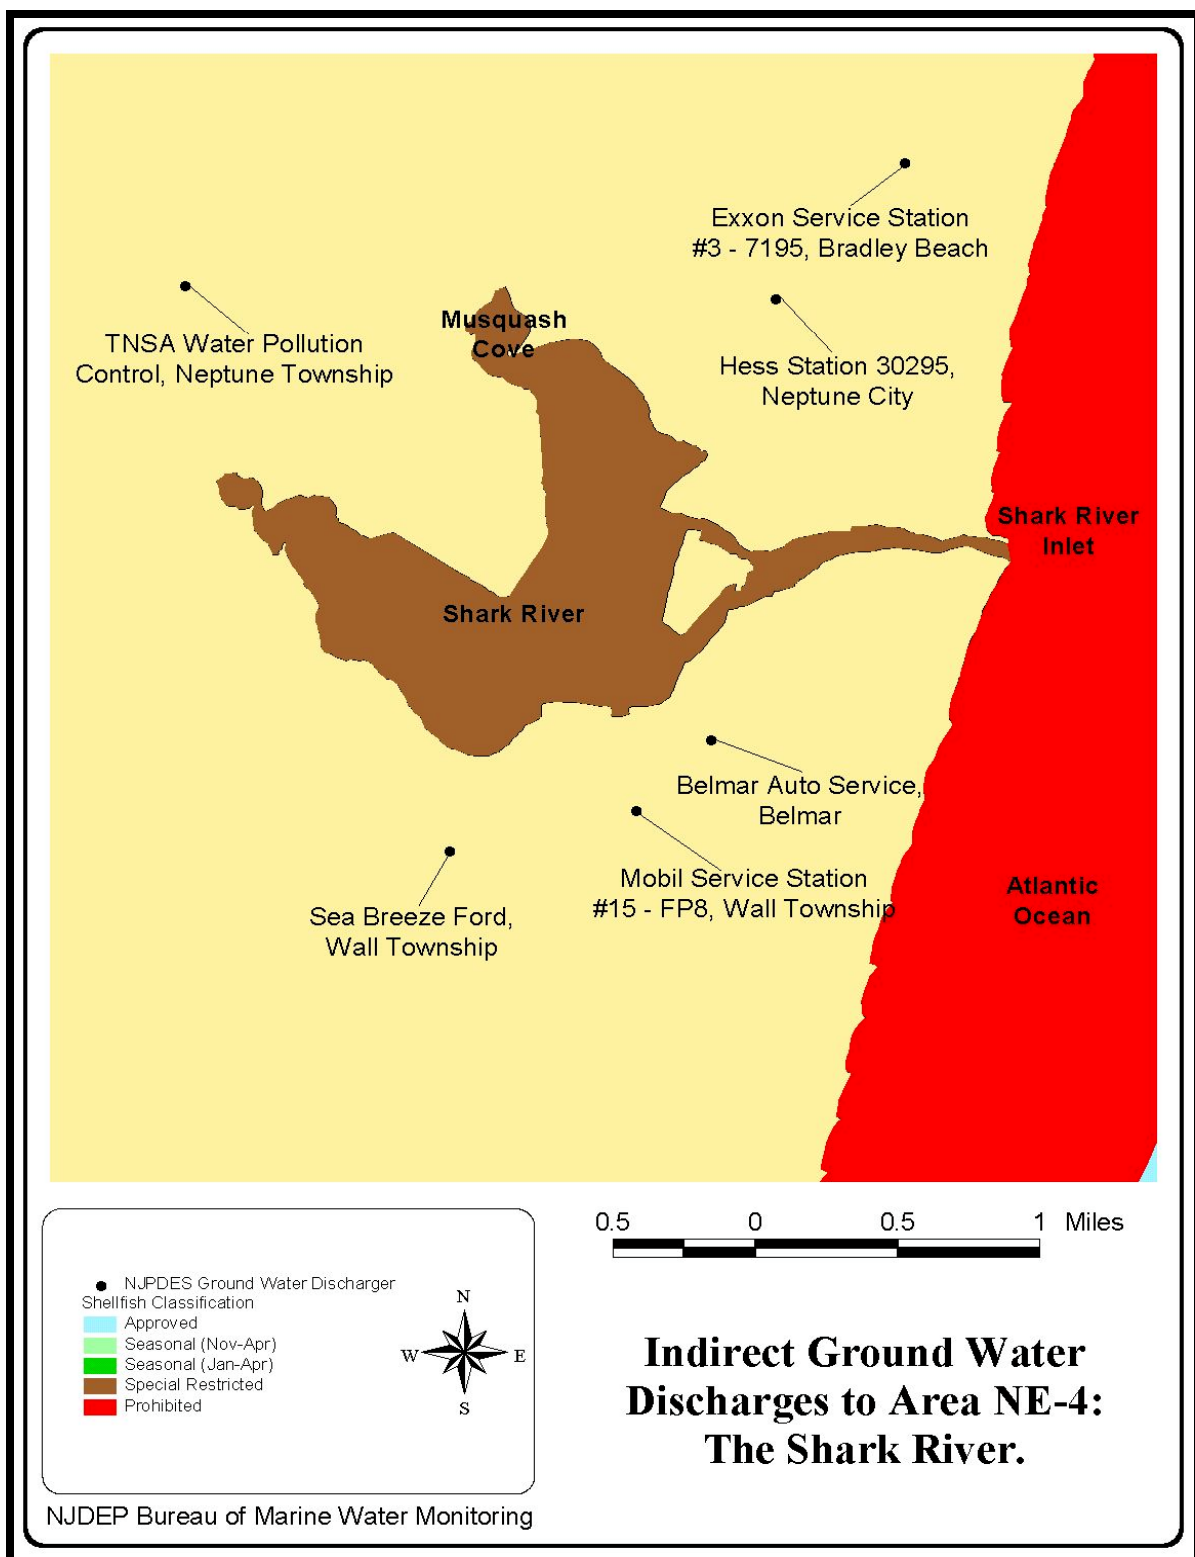 Exxon Service Station
#3 - 7195, Bradley Beach
TNSA Water Pollution
Control, Neptune Township
Musquash
Cove
Hess Station 30295,
Neptune City
Shark River
Inlet
Shark River
Belmar Auto Service,
Belmar
Mobil Service Station
#15 - FP8, Wall Township
Atlantic
Ocean
Sea Breeze Ford,
Wall Township
0.5 0 0.5 1 Miles
NJPDES Ground Water Discharger
Shellfish Classification
Approved
Seasonal (Nov-Apr)
Seasonal (Jan-Apr)
Special Restricted
Prohibited
N
W E
S
Indirect Ground Water
Discharges to Area NE-4:
The Shark River.
NJDEP Bureau of Marine Water Monitoring